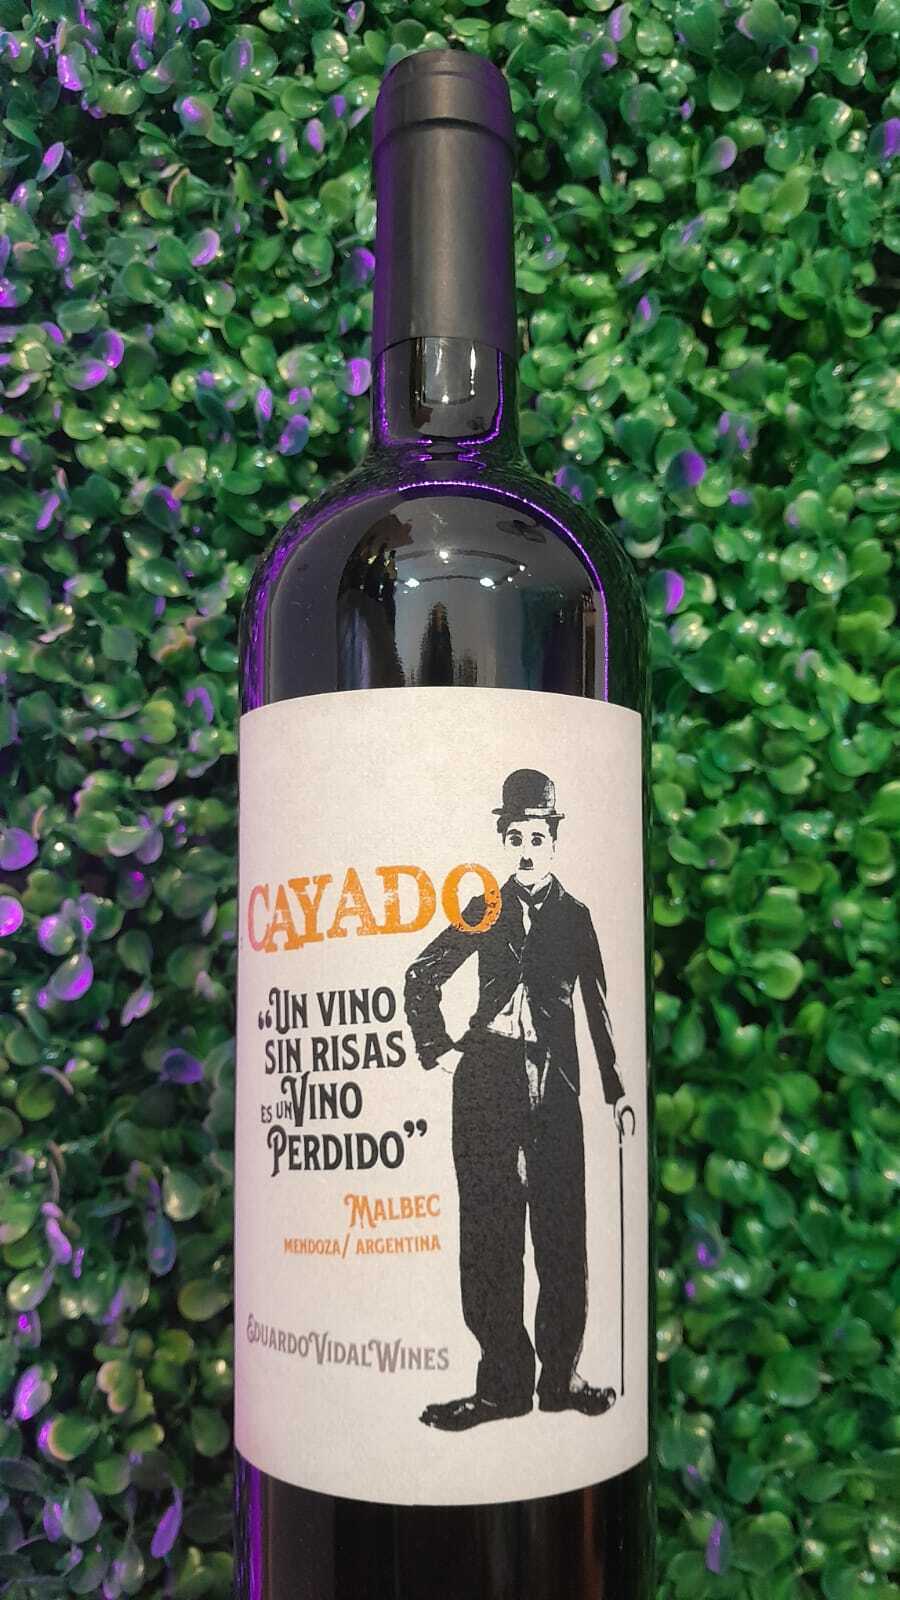 CAYADO
“UN VINO
SIN RISAS
ES UN VINO
PERDIDO”
MALBEC
MENDOZA/ ARGENTINA
EDUARDO VIDAL WINES